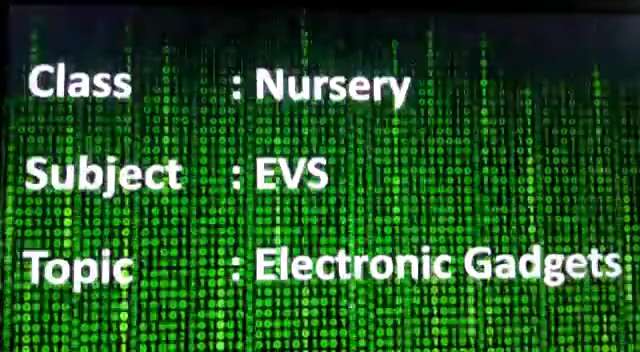 Class : Nursery
Subject : EVS
Topic : Electronic Gadgets